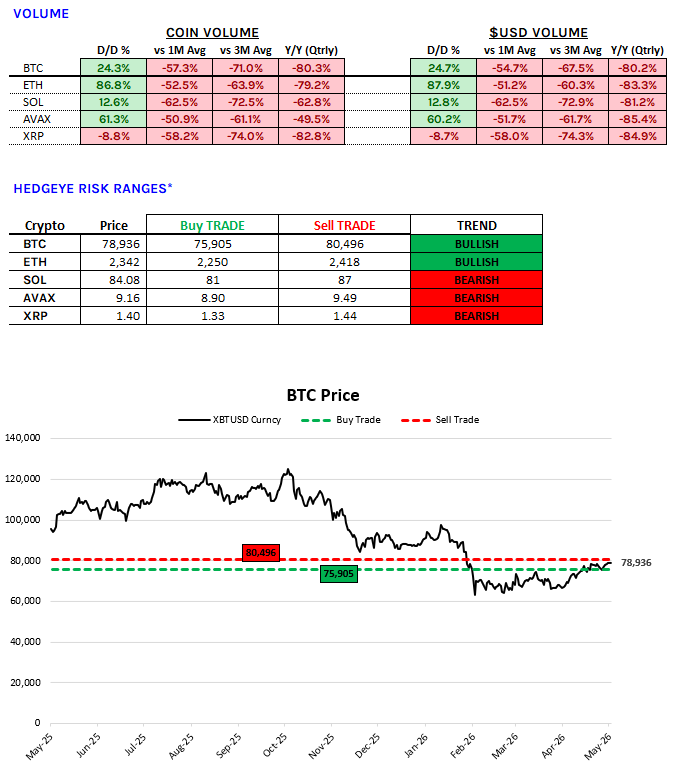 VOLUME
COIN VOLUME $USD VOLUME
D/D % vs 1M Avg vs 3M Avg Y/Y (Qtrly) D/D % vs 1M Avg vs 3M Avg Y/Y (Qtrly)
BTC 24.3% -57.3% -71.0% -80.3% 24.7% -54.7% -67.5% -80.2%
ETH 86.8% -52.5% -63.9% -79.2% 87.9% -51.2% -60.3% -83.3%
SOL 12.6% -62.5% -72.5% -62.8% 12.8% -62.5% -72.9% -81.2%
AVAX 61.3% -50.9% -61.1% -49.5% 60.2% -51.7% -61.7% -85.4%
XRP -8.8% -58.2% -74.0% -82.8% -8.7% -58.0% -74.3% -84.9%
HEDGEYE RISK RANGES*
Crypto Price Buy TRADE Sell TRADE TREND
BTC 78,936 75,905 80,496 BULLISH
ETH 2,342 2,250 2,418 BULLISH
SOL 84.08 81 87 BEARISH
AVAX 9.16 8.90 9.49 BEARISH
XRP 1.40 1.33 1.44 BEARISH
BTC Price
XBTUSD Curncy Buy Trade Sell Trade
140,000
120,000
100,000
80,000
60,000
40,000
20,000
0
80,496
75,905
78,936
May-25 Jun-25 Jul-25 Aug-25 Sep-25 Oct-25 Nov-25 Dec-25 Jan-26 Feb-26 Mar-26 Apr-26 May-26